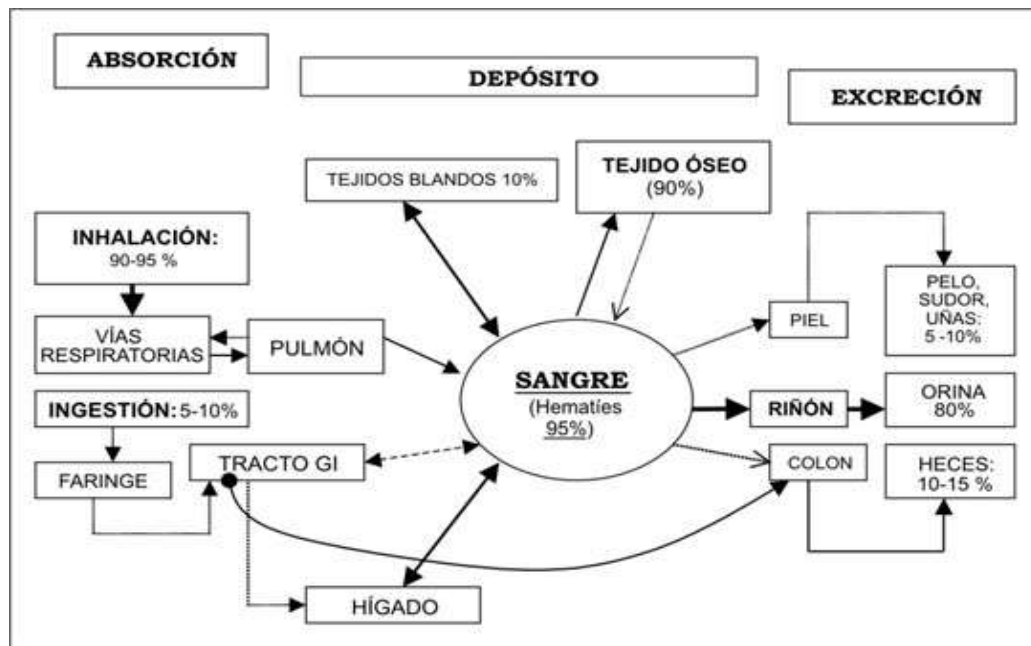 ABSORCIÓN
DEPÓSITO
EXCRECIÓN
TEJIDOS BLANDOS 10%
TEJIDO ÓSEO
(90%)
INHALACIÓN:
90-95 %
VÍAS
RESPIRATORIAS
PULMÓN
INGESTIÓN: 5-10%
FARINGE
TRACTO GI
HÍGADO
SANGRE
(Hematíes
95%)
PIEL
PELO,
SUDOR,
UÑAS:
5 -10%
RIÑÓN
ORINA
80%
COLON
HECES:
10-15 %